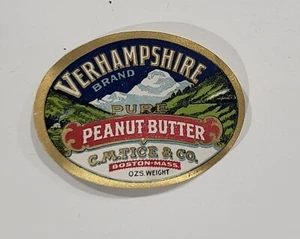 VERHAMPSHIRE
BRAND
PURE
PEANUT BUTTER
C.M.TICE & CO.
BOSTON-MASS.
OZS. WEIGHT